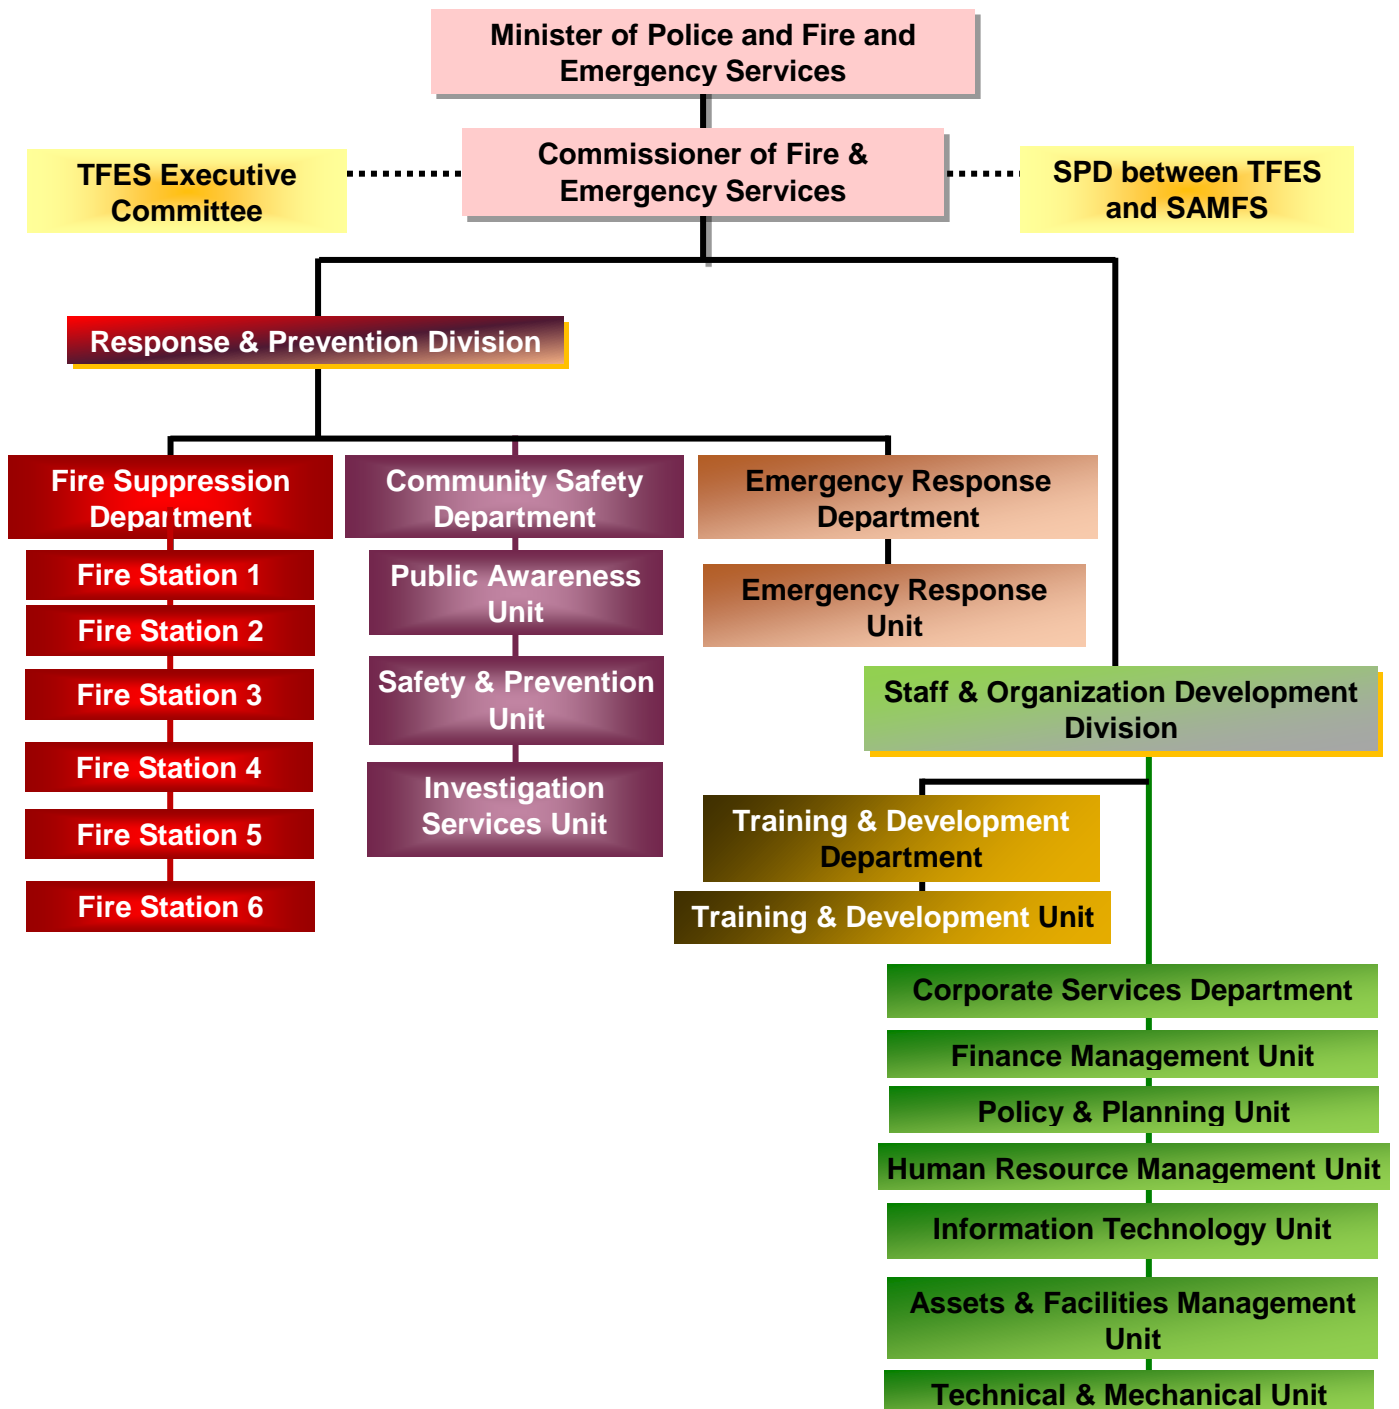 Minister of Police and Fire and
Emergency Services
Commissioner of Fire &
Emergency Services
TFES Executive
Committee
SPD between TFES
and SAMFS
Response & Prevention Division
Fire Suppression
Department
Fire Station 1
Fire Station 2
Fire Station 3
Fire Station 4
Fire Station 5
Fire Station 6
Community Safety
Department
Public Awareness
Unit
Safety & Prevention
Unit
Investigation
Services Unit
Emergency Response
Department
Emergency Response
Unit
Staff & Organization Development
Division
Training & Development
Department
Training & Development Unit
Corporate Services Department
Finance Management Unit
Policy & Planning Unit
Human Resource Management Unit
Information Technology Unit
Assets & Facilities Management
Unit
Technical & Mechanical Unit